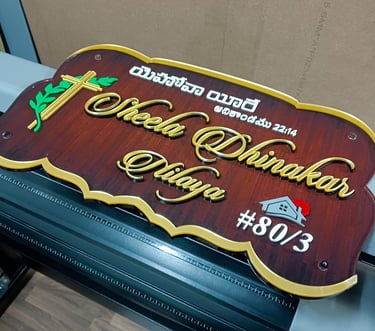 యెహోవా యీరే
ఆదికాండము 22:14
Sheela Dhinakar
Nilaya
#80/3